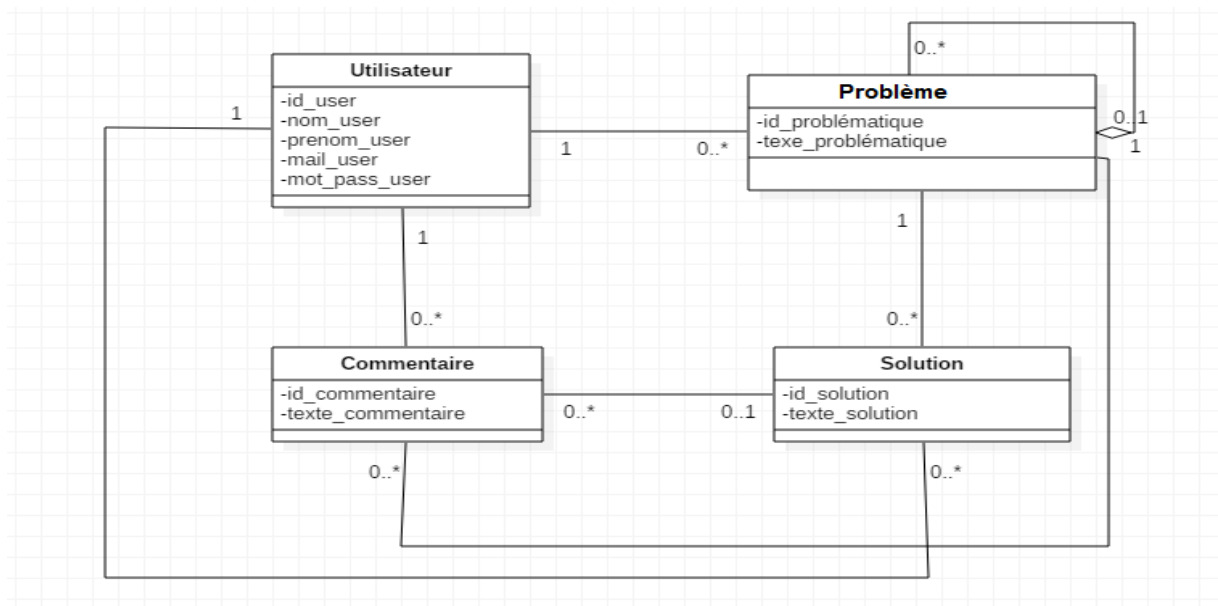 0..*
Utilisateur
Problème
-id_user
-nom_user
-prenom_user
-mail_user
-mot_pass_user
-id_problématique
-texe_problématique
1
1
0..*
0..1
1
1
1
0..*
0..*
Commentaire
Solution
-id_commentaire
-texte_commentaire
-id_solution
-texte_solution
0..*
0..1
0..*
0..*